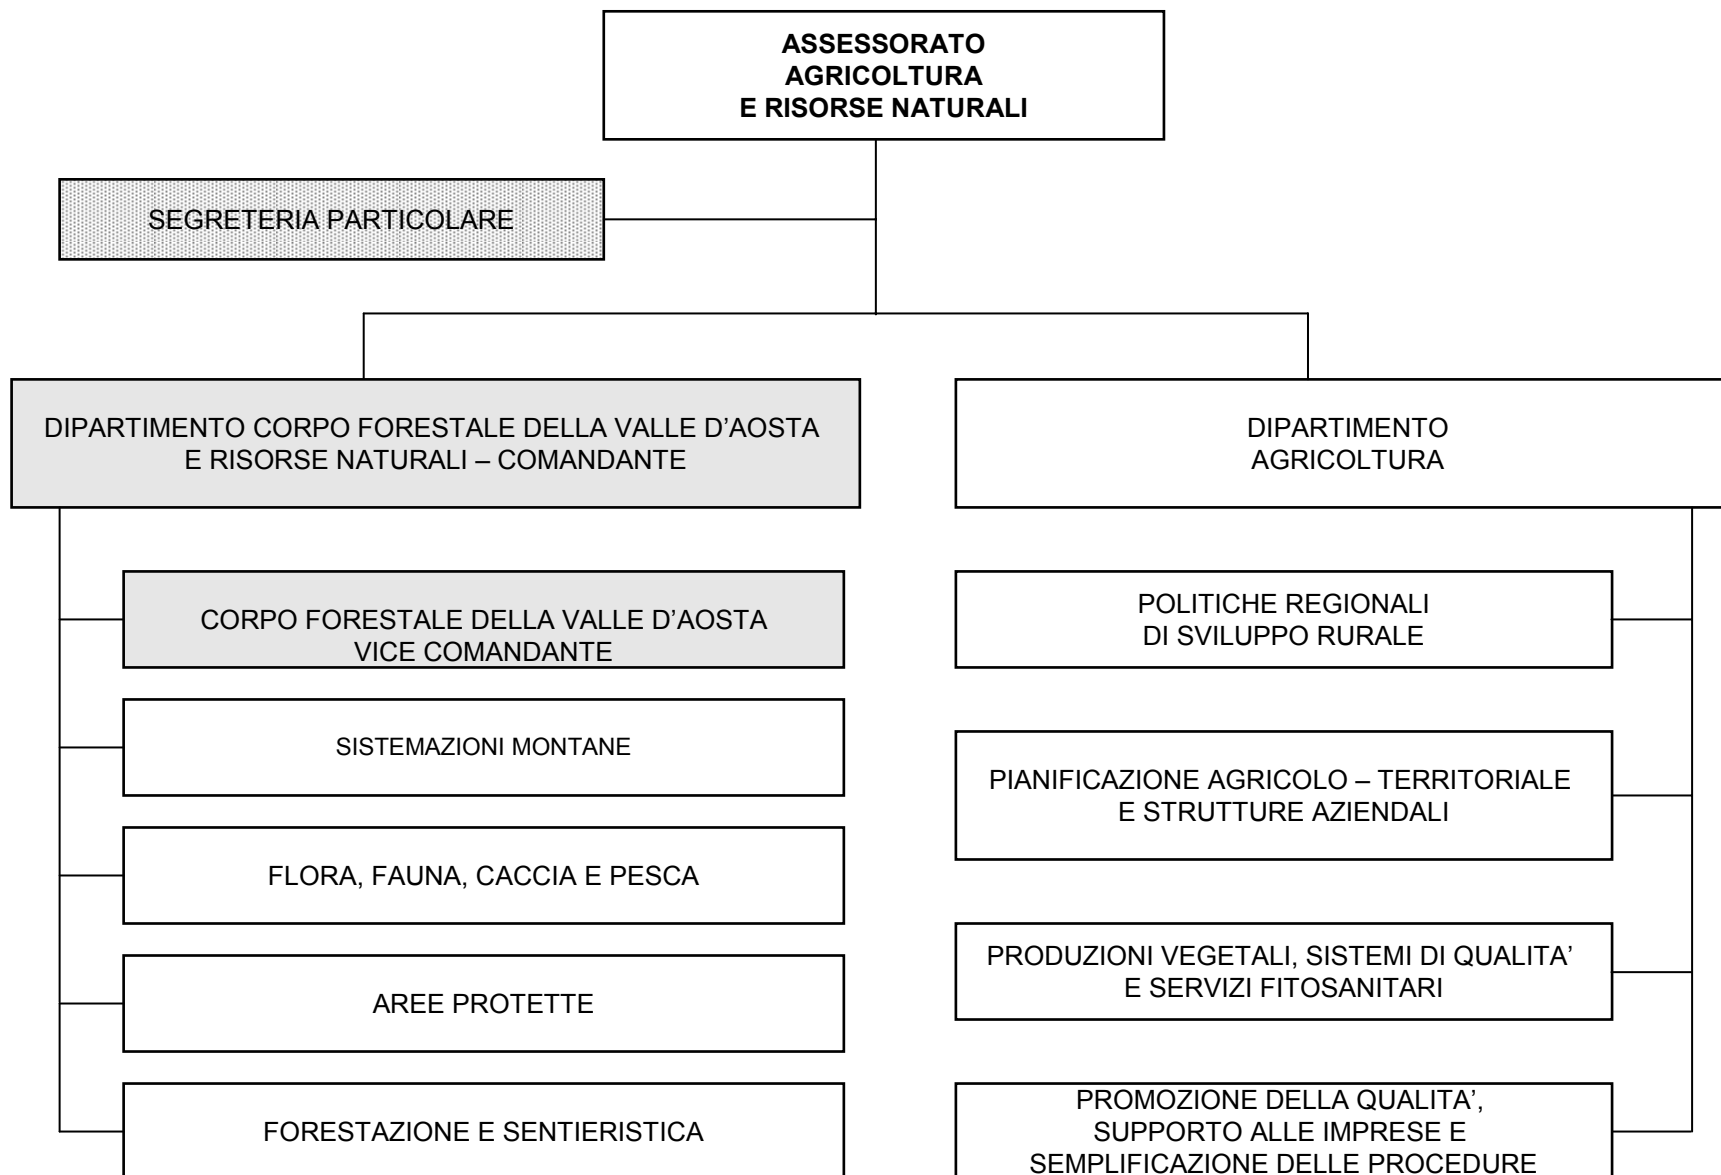 ASSESSORATO
AGRICOLTURA
E RISORSE NATURALI
SEGRETERIA PARTICOLARE
DIPARTIMENTO CORPO FORESTALE DELLA VALLE D’AOSTA
E RISORSE NATURALI – COMANDANTE
CORPO FORESTALE DELLA VALLE D’AOSTA
VICE COMANDANTE
SISTEMAZIONI MONTANE
FLORA, FAUNA, CACCIA E PESCA
AREE PROTETTE
FORESTAZIONE E SENTIERISTICA
DIPARTIMENTO
AGRICOLTURA
POLITICHE REGIONALI
DI SVILUPPO RURALE
PIANIFICAZIONE AGRICOLO – TERRITORIALE
E STRUTTURE AZIENDALI
PRODUZIONI VEGETALI, SISTEMI DI QUALITA’
E SERVIZI FITOSANITARI
PROMOZIONE DELLA QUALITA’,
SUPPORTO ALLE IMPRESE E
SEMPLIFICAZIONE DELLE PROCEDURE